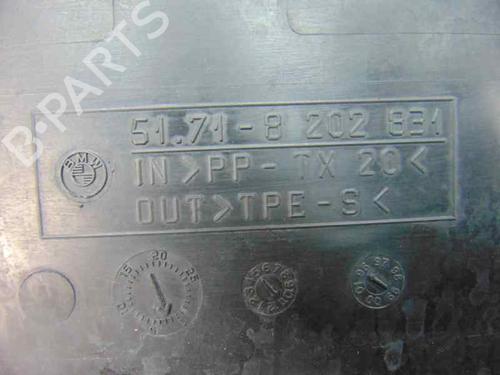 51.71-8 202 831
BMW
IN >PP-TX 20<
OUT>TPE-S<
B-PARTS